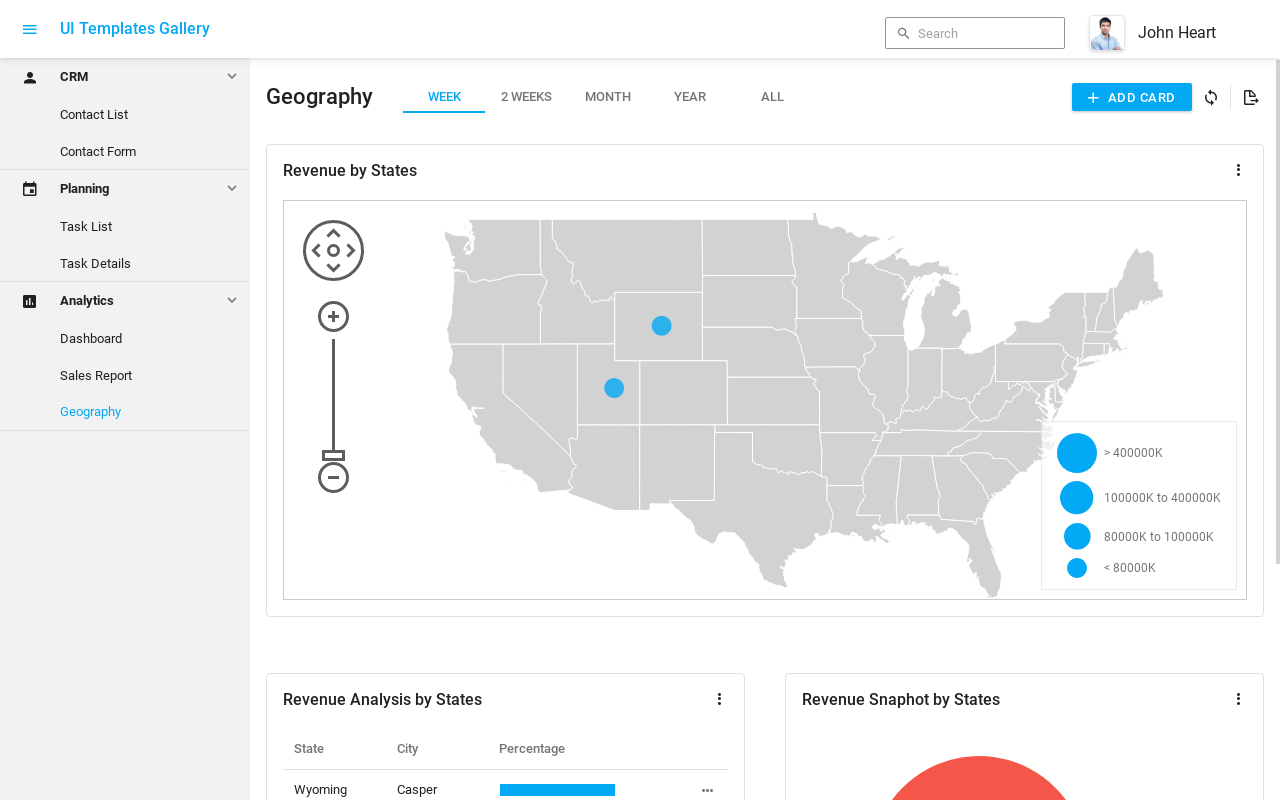 UI Templates Gallery
Search
John Heart
CRM
Contact List
Contact Form
Planning
Task List
Task Details
Analytics
Dashboard
Sales Report
Geography
Geography
WEEK
2 WEEKS
MONTH
YEAR
ALL
ADD CARD
Revenue by States
> 400000K
100000K to 400000K
80000K to 100000K
< 80000K
Revenue Analysis by States
State
City
Percentage
Wyoming
Casper
Revenue Snaphot by States